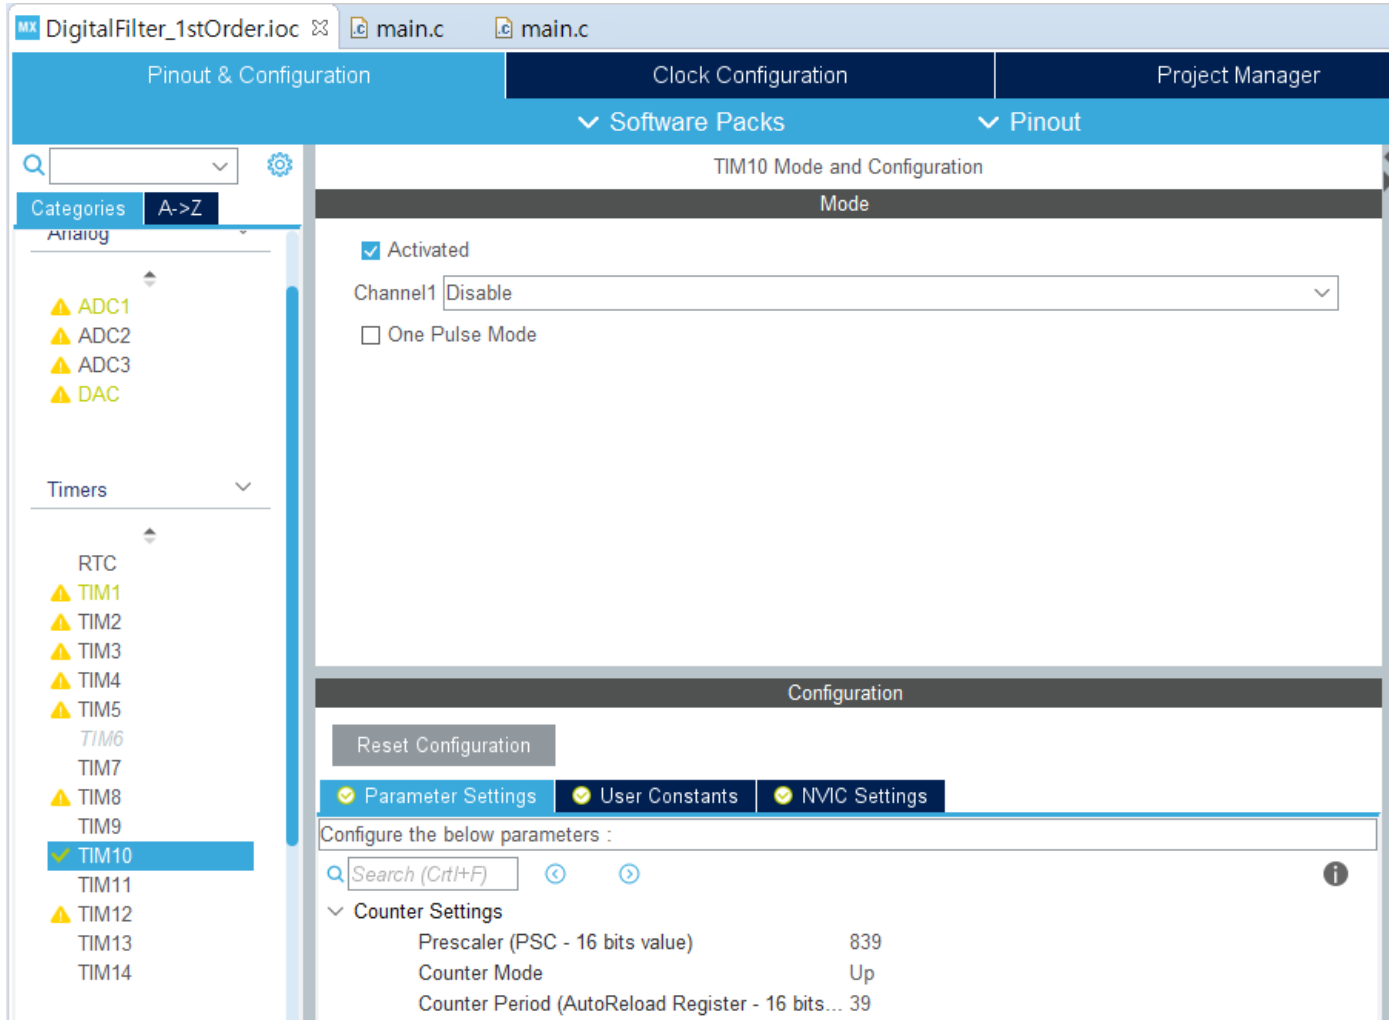 MX DigitalFilter_1stOrder.ioc .c main.c .c main.c
Pinout & Configuration Clock Configuration Project Manager
Software Packs Pinout
TIM10 Mode and Configuration
Categories A->Z
Mode
Analog
Activated
Channel1 Disable
One Pulse Mode
ADC1
ADC2
ADC3
DAC
Timers
RTC
TIM1
TIM2
TIM3
TIM4
TIM5
TIM6
TIM7
TIM8
TIM9
TIM10
TIM11
TIM12
TIM13
TIM14
Configuration
Reset Configuration
Parameter Settings User Constants NVIC Settings
Configure the below parameters :
Search (Crtl+F)
Counter Settings
Prescaler (PSC - 16 bits value) 839
Counter Mode Up
Counter Period (AutoReload Register - 16 bits... 39